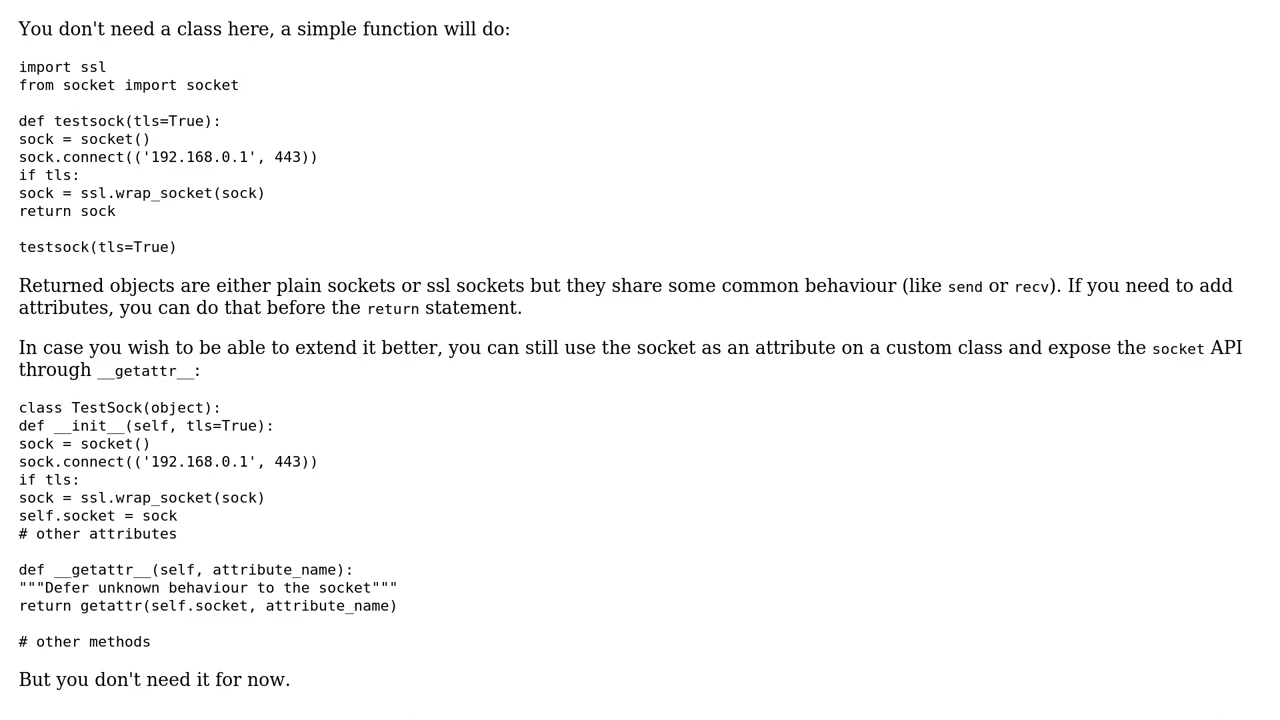 You don't need a class here, a simple function will do:
import ssl
from socket import socket
def testsock(tls=True):
sock = socket()
sock.connect(('192.168.0.1', 443))
if tls:
sock = ssl.wrap_socket(sock)
return sock
testsock(tls=True)
Returned objects are either plain sockets or ssl sockets but they share some common behaviour (like send or recv). If you need to add
attributes, you can do that before the return statement.
In case you wish to be able to extend it better, you can still use the socket as an attribute on a custom class and expose the socket API
through __getattr__:
class TestSock(object):
def __init__(self, tls=True):
sock = socket()
sock.connect(('192.168.0.1', 443))
if tls:
sock = ssl.wrap_socket(sock)
self.socket = sock
# other attributes
def __getattr__(self, attribute_name):
"""Defer unknown behaviour to the socket"""
return getattr(self.socket, attribute_name)
# other methods
But you don't need it for now.